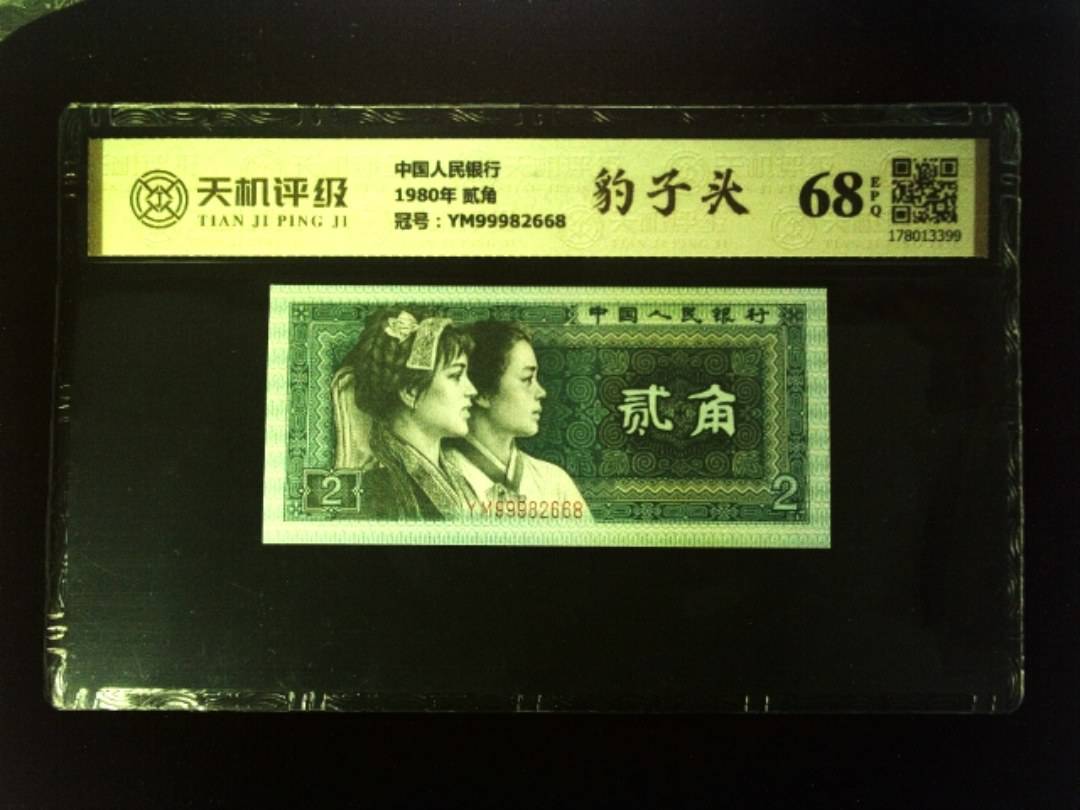 天机评级
TIAN JI PING JI
中国人民银行
1980年 贰角
冠号：YM99982668
豹子头
68
EPQ
178013399
中国人民银行
贰角
2
2
YM99982668